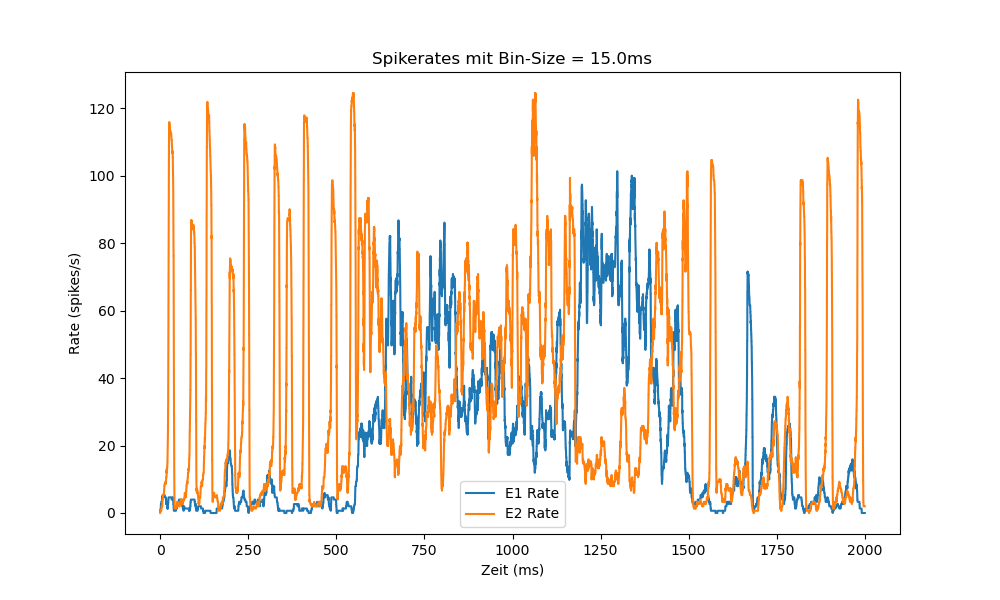 Spikerates mit Bin-Size = 15.0ms
Rate (spikes/s)
120
100
80
60
40
20
0
E1 Rate
E2 Rate
0 250 500 750 1000 1250 1500 1750 2000
Zeit (ms)